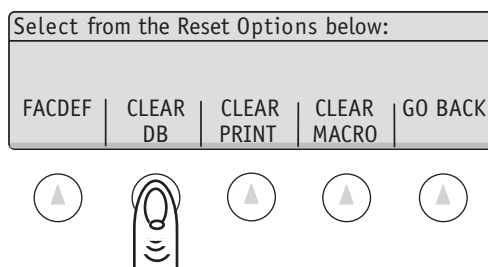 Select from the Reset Options below:
FACDEF | CLEAR DB | CLEAR PRINT | CLEAR MACRO | GO BACK